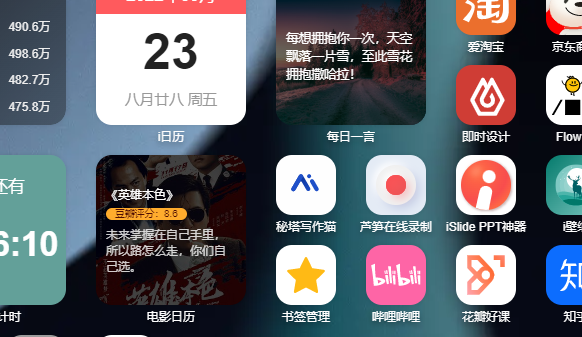 490.6万
498.6万
482.7万
475.8万
23
八月廿八 周五
i日历
每想拥抱你一次，天空
飘落一片雪，至此雪花
拥抱撒哈拉！
每日一言
淘
爱淘宝
京东商
即时设计
Flow
还有
6:10
计时
《英雄本色》
豆瓣评分：8.6
未来掌握在自己手里，
所以路怎么走，你们自
己选。
英雄本色
电影日历
秘塔写作猫
芦笋在线录制
iSlide PPT神器
i壁纸
书签管理
bilibili
哔哩哔哩
花瓣好课
知
知乎